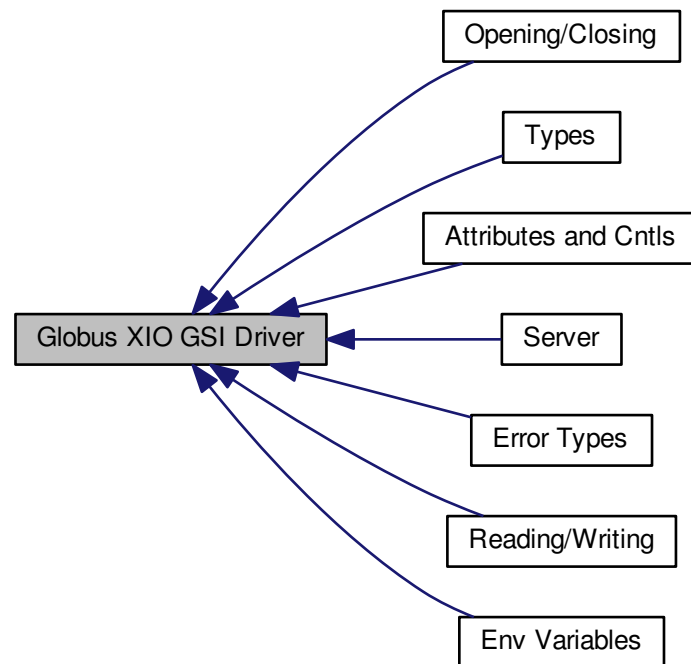 Opening/Closing
Types
Attributes and Cntls
Globus XIO GSI Driver
Server
Error Types
Reading/Writing
Env Variables